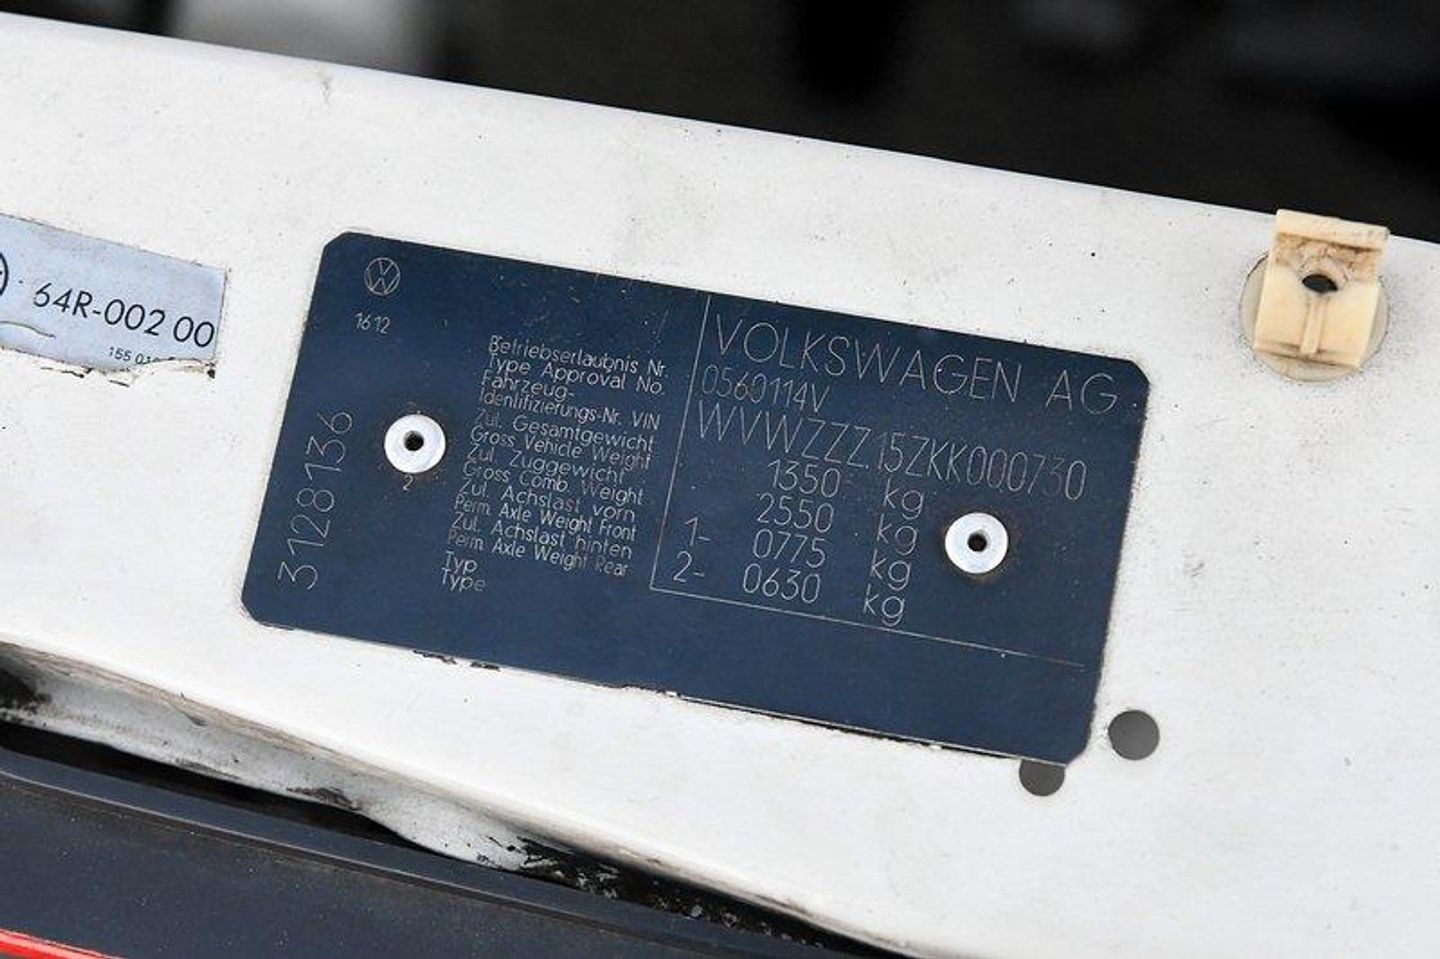 64R-002 00
1612
3128136
2
Betriebserlaubnis Nr.
Type Approval No.
Fahrzeug-
Identifizierungs-Nr. VIN
Zul. Gesamtgewicht
Gross Vehicle Weight
Zul. Zuggewicht
Gross Comb. Weight
Zul. Achslast vorn
Perm. Axle Weight Front
Zul. Achslast hinten
Perm. Axle Weight Rear
Typ
Type
VOLKSWAGEN AG
0560114V
WVWZZZ15ZKK000730
1350 kg
2550 kg
1- 0775 kg
2- 0630 kg